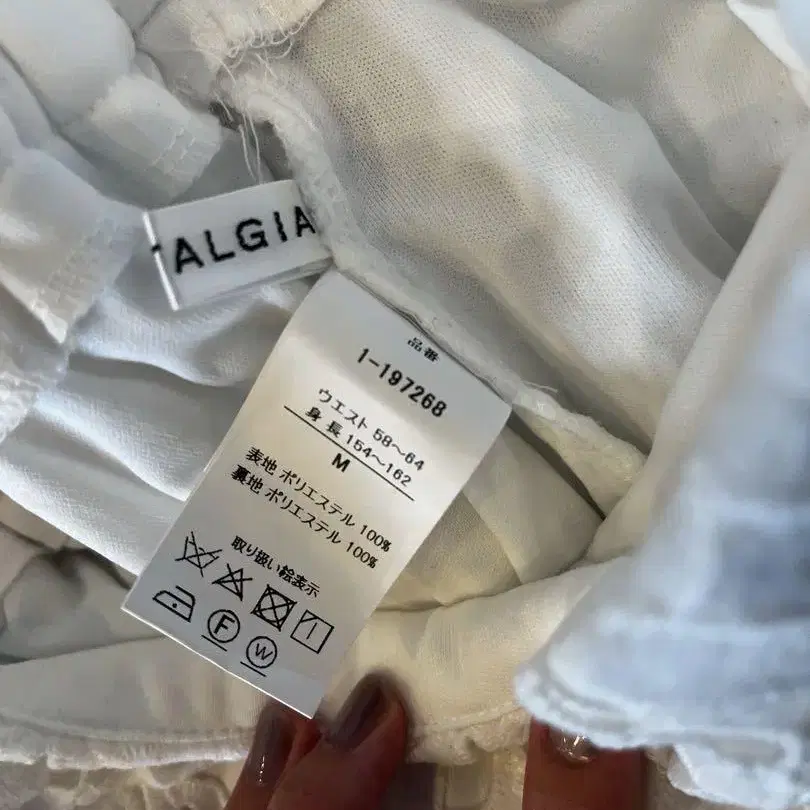 TALGIA
品番
1-197268
ウエスト 58~64
身長 154~162
M
表地 ポリエステル 100%
裏地 ポリエステル 100%
取り扱い絵表示
F
W